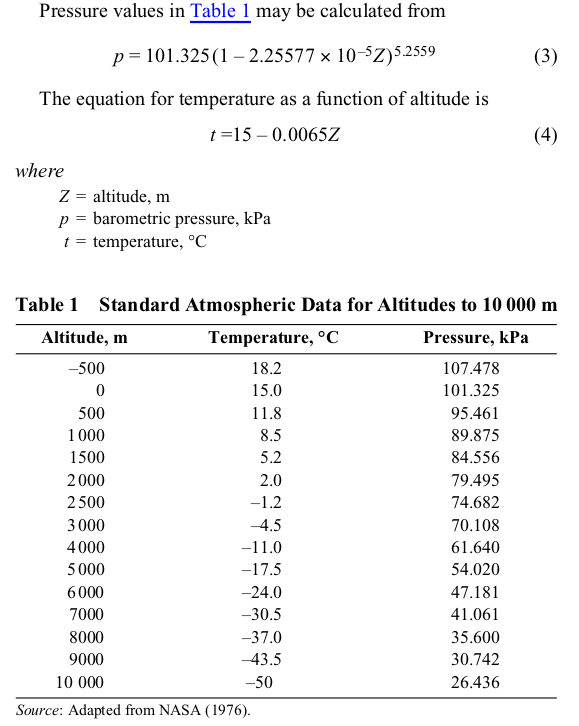 Pressure values in Table 1 may be calculated from
p = 101.325(1 – 2.25577 × 10⁻⁵Z)⁵·²⁵⁵⁹ (3)
The equation for temperature as a function of altitude is
t =15 – 0.0065Z (4)
where
Z = altitude, m
p = barometric pressure, kPa
t = temperature, °C
Table 1 Standard Atmospheric Data for Altitudes to 10 000 m
Altitude, m Temperature, °C Pressure, kPa
–500 18.2 107.478
0 15.0 101.325
500 11.8 95.461
1 000 8.5 89.875
1500 5.2 84.556
2 000 2.0 79.495
2 500 –1.2 74.682
3 000 –4.5 70.108
4 000 –11.0 61.640
5 000 –17.5 54.020
6 000 –24.0 47.181
7000 –30.5 41.061
8000 –37.0 35.600
9000 –43.5 30.742
10 000 –50 26.436
Source: Adapted from NASA (1976).